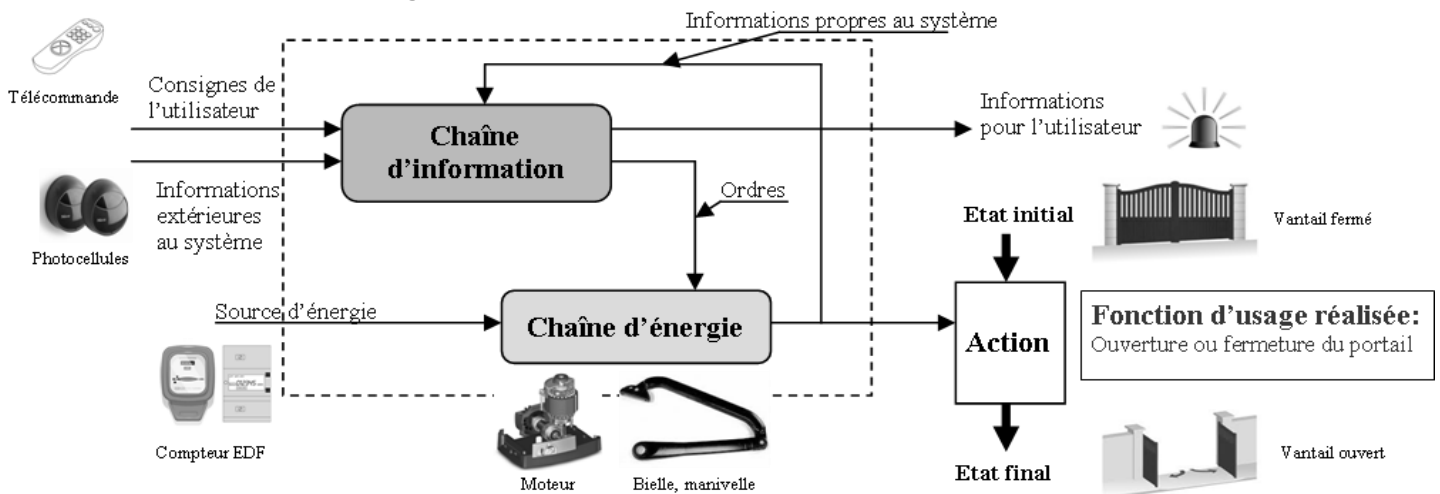 Informations propres au système
Télécommande
Consignes de
l'utilisateur
Chaîne
d'information
Informations
pour l'utilisateur
Informations
extérieures
au système
Photocellules
Ordres
Etat initial
Vantail fermé
Source d'énergie
Chaîne d'énergie
Action
Fonction d'usage réalisée:
Ouverture ou fermeture du portail
Compteur EDF
Moteur
Bielle, manivelle
Etat final
Vantail ouvert